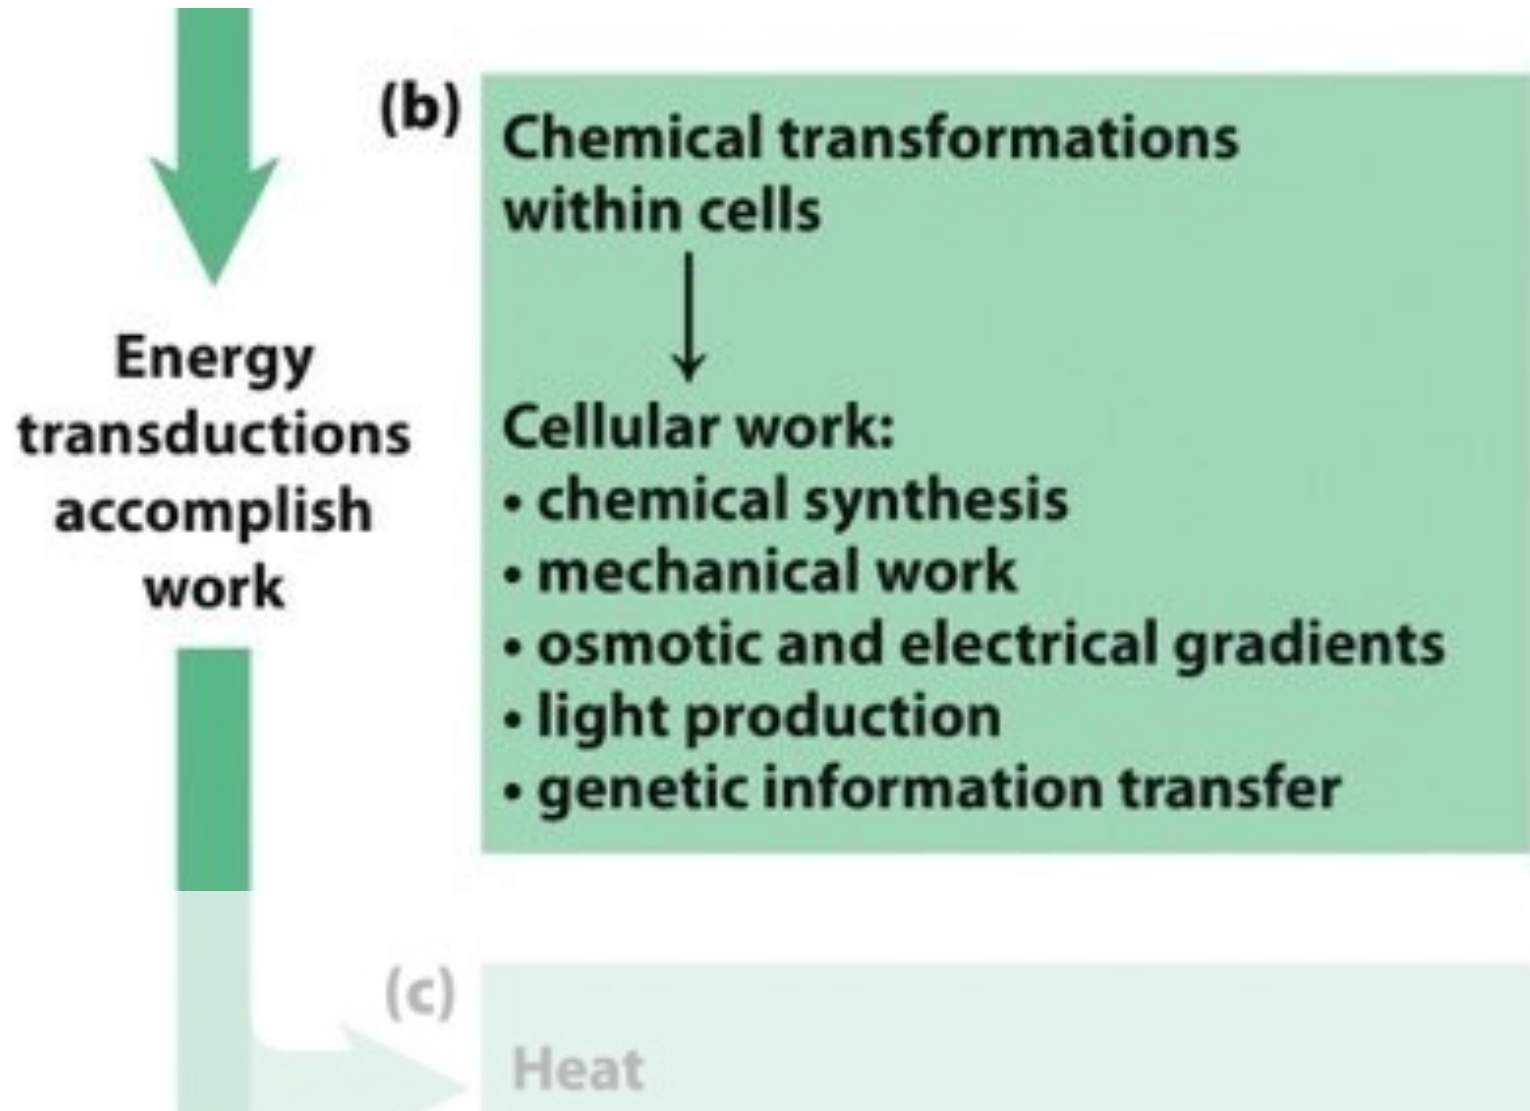 Energy
transductions
accomplish
work
(b)
Chemical transformations
within cells
Cellular work:
• chemical synthesis
• mechanical work
• osmotic and electrical gradients
• light production
• genetic information transfer
(c)
Heat